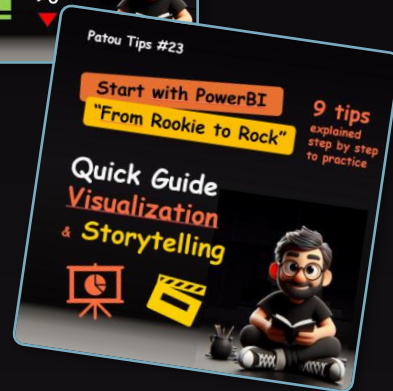 Patou Tips #23
Start with PowerBI
"From Rookie to Rock"
9 tips
explained
step by step
to practice
Quick Guide
Visualization
& Storytelling